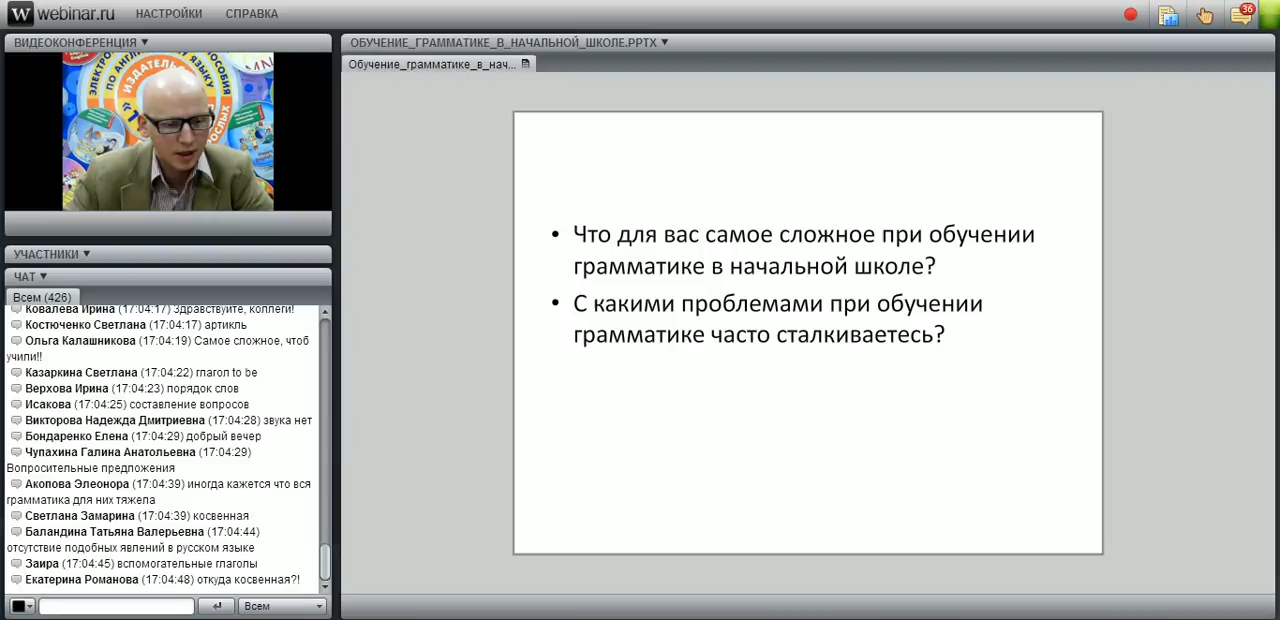 W webinar.ru НАСТРОЙКИ СПРАВКА
36
ВИДЕОКОНФЕРЕНЦИЯ
ИЗДАТЕЛЬ
ПО АНГЛ
ЯЗЫКУ
ПОСОБИЯ
ЭЛЕКТРО
УЧАСТНИКИ
ЧАТ
Всем (426)
Ковалева Ирина (17:04:17) Здравствуйте, коллеги!
Костюченко Светлана (17:04:17) артикль
Ольга Калашникова (17:04:19) Самое сложное, чтоб
учили!!
Казаркина Светлана (17:04:22) глагол to be
Верхова Ирина (17:04:23) порядок слов
Исакова (17:04:25) составление вопросов
Викторова Надежда Дмитриевна (17:04:28) звука нет
Бондаренко Елена (17:04:29) добрый вечер
Чупахина Галина Анатольевна (17:04:29)
Вопросительные предложения
Акопова Элеонора (17:04:39) иногда кажется что вся
грамматика для них тяжела
Светлана Замарина (17:04:39) косвенная
Баландина Татьяна Валерьевна (17:04:44)
отсутствие подобных явлений в русском языке
Заира (17:04:45) вспомогательные глаголы
Екатерина Романова (17:04:48) откуда косвенная?!
Всем
ОБУЧЕНИЕ_ГРАММАТИКЕ_В_НАЧАЛЬНОЙ_ШКОЛЕ.PPTX
Обучение_грамматике_в_нач...
• Что для вас самое сложное при обучении
грамматике в начальной школе?
• С какими проблемами при обучении
грамматике часто сталкиваетесь?